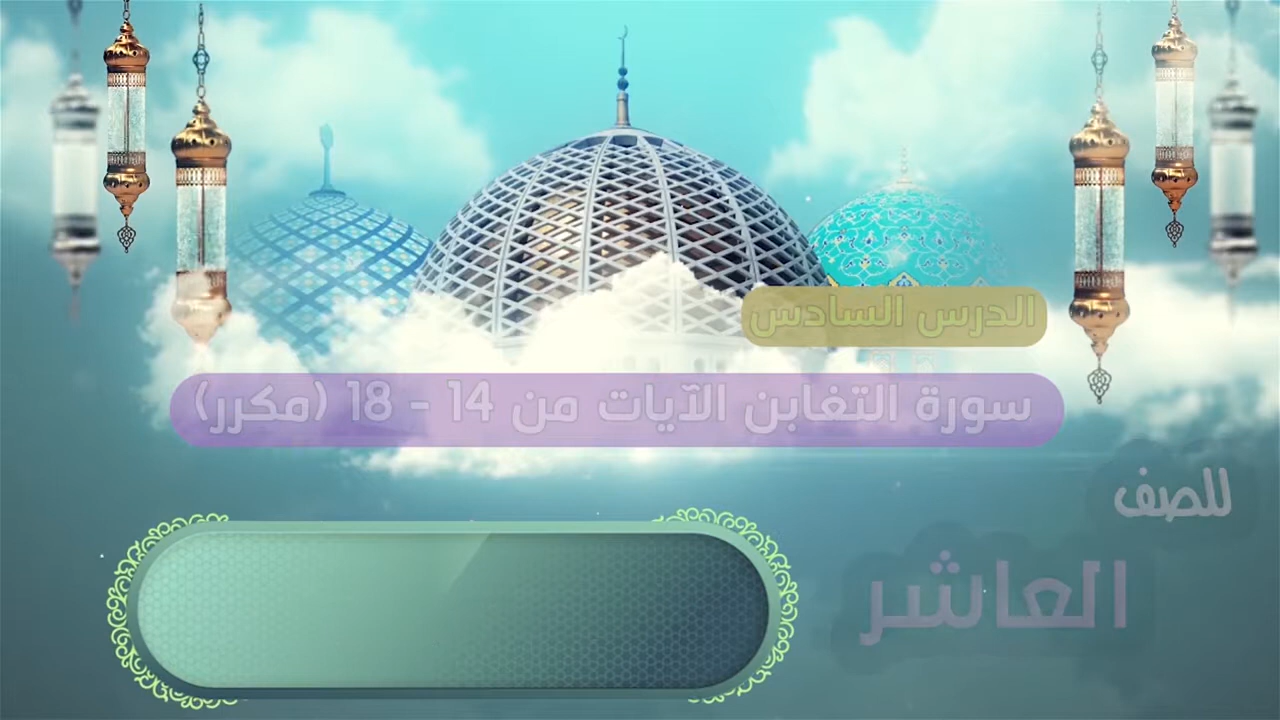 الدرس السادس
سورة التغابن الآيات من 14 - 18 (مكرر)
للصف
العاشر